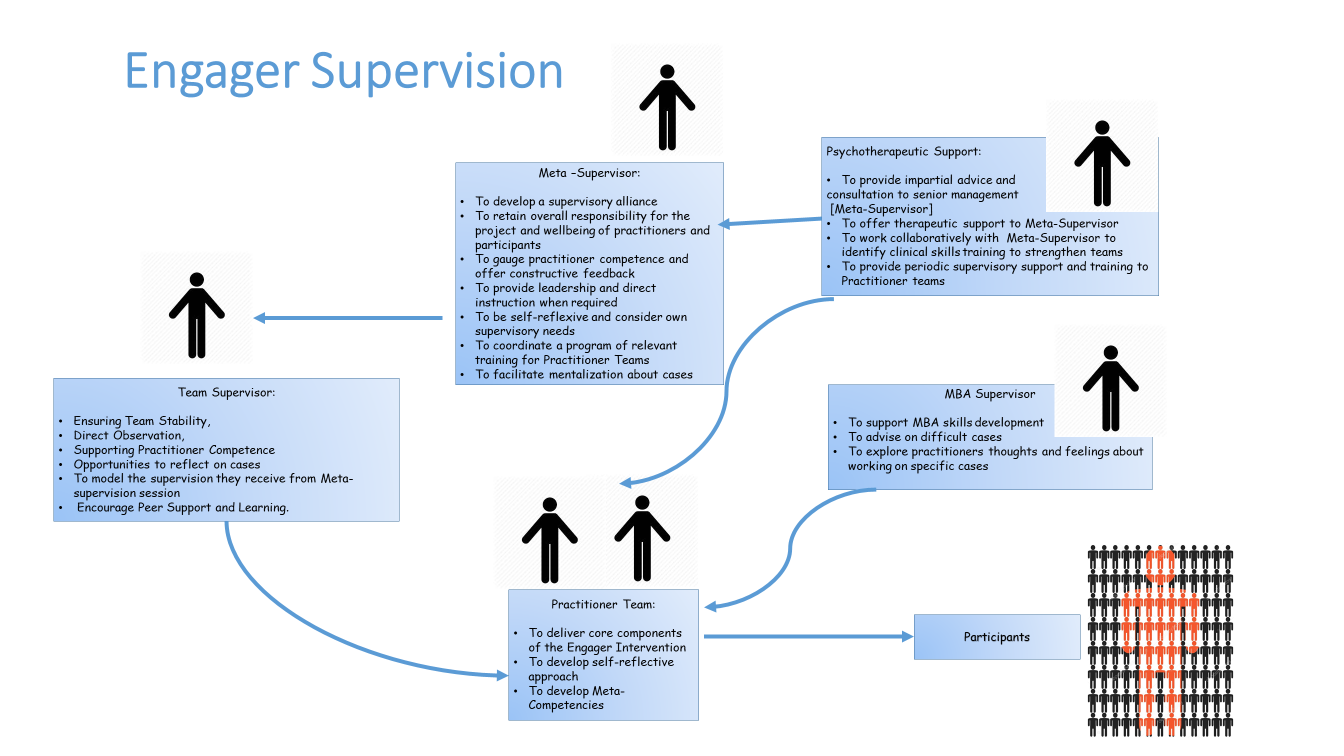 Engager Supervision
Meta –Supervisor:
• To develop a supervisory alliance
• To retain overall responsibility for the
project and wellbeing of practitioners and
participants
• To gauge practitioner competence and
offer constructive feedback
• To provide leadership and direct
instruction when required
• To be self-reflexive and consider own
supervisory needs
• To coordinate a program of relevant
training for Practitioner Teams
• To facilitate mentalization about cases
Psychotherapeutic Support:
• To provide impartial advice and
consultation to senior management
[Meta-Supervisor]
• To offer therapeutic support to Meta-Supervisor
• To work collaboratively with Meta-Supervisor to
identify clinical skills training to strengthen teams
• To provide periodic supervisory support and training to
Practitioner teams
Team Supervisor:
• Ensuring Team Stability,
• Direct Observation,
• Supporting Practitioner Competence
• Opportunities to reflect on cases
• To model the supervision they receive from Meta-
supervision session
• Encourage Peer Support and Learning.
MBA Supervisor
• To support MBA skills development
• To advise on difficult cases
• To explore practitioners thoughts and feelings about
working on specific cases
Practitioner Team:
• To deliver core components
of the Engager Intervention
• To develop self-reflective
approach
• To develop Meta-
Competencies
Participants